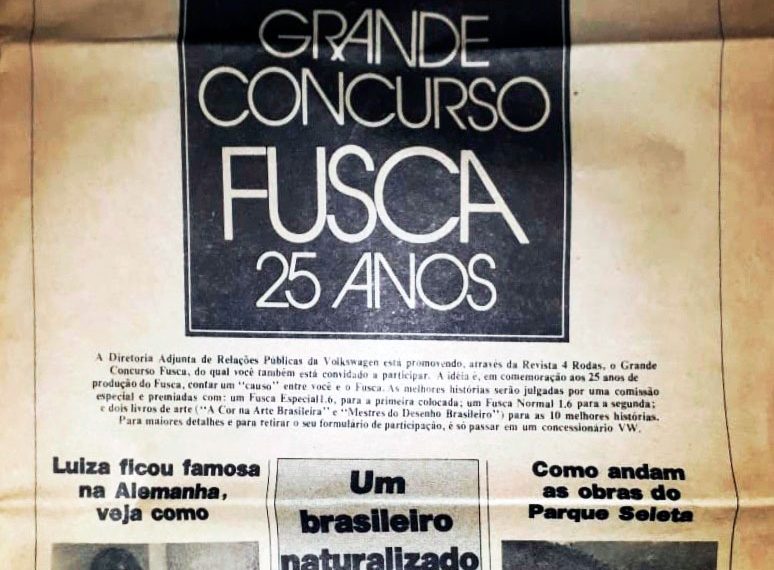 GRANDE
CONCURSO
FUSCA
25 ANOS
A Diretoria Adjunta de Relações Públicas da Volkswagen está promovendo, através da Revista 4 Rodas, o Grande
Concurso Fusca, do qual você também está convidado a participar. A idéia é, em comemoração aos 25 anos de
produção do Fusca, contar um "causo" entre você e o Fusca. As melhores histórias serão julgadas por uma comissão
especial e premiadas com: um Fusca Especial 1.6, para a primeira colocada; um Fusca Normal 1.6 para a segunda;
e dois livros de arte ("A Cor na Arte Brasileira" e "Mestres do Desenho Brasileiro") para as 10 melhores histórias.
Para maiores detalhes e para retirar o seu formulário de participação, é só passar em um concessionário VW.
Luiza ficou famosa
na Alemanha,
veja como
Um
brasileiro
naturalizado
Como andam
as obras do
Parque Seleta